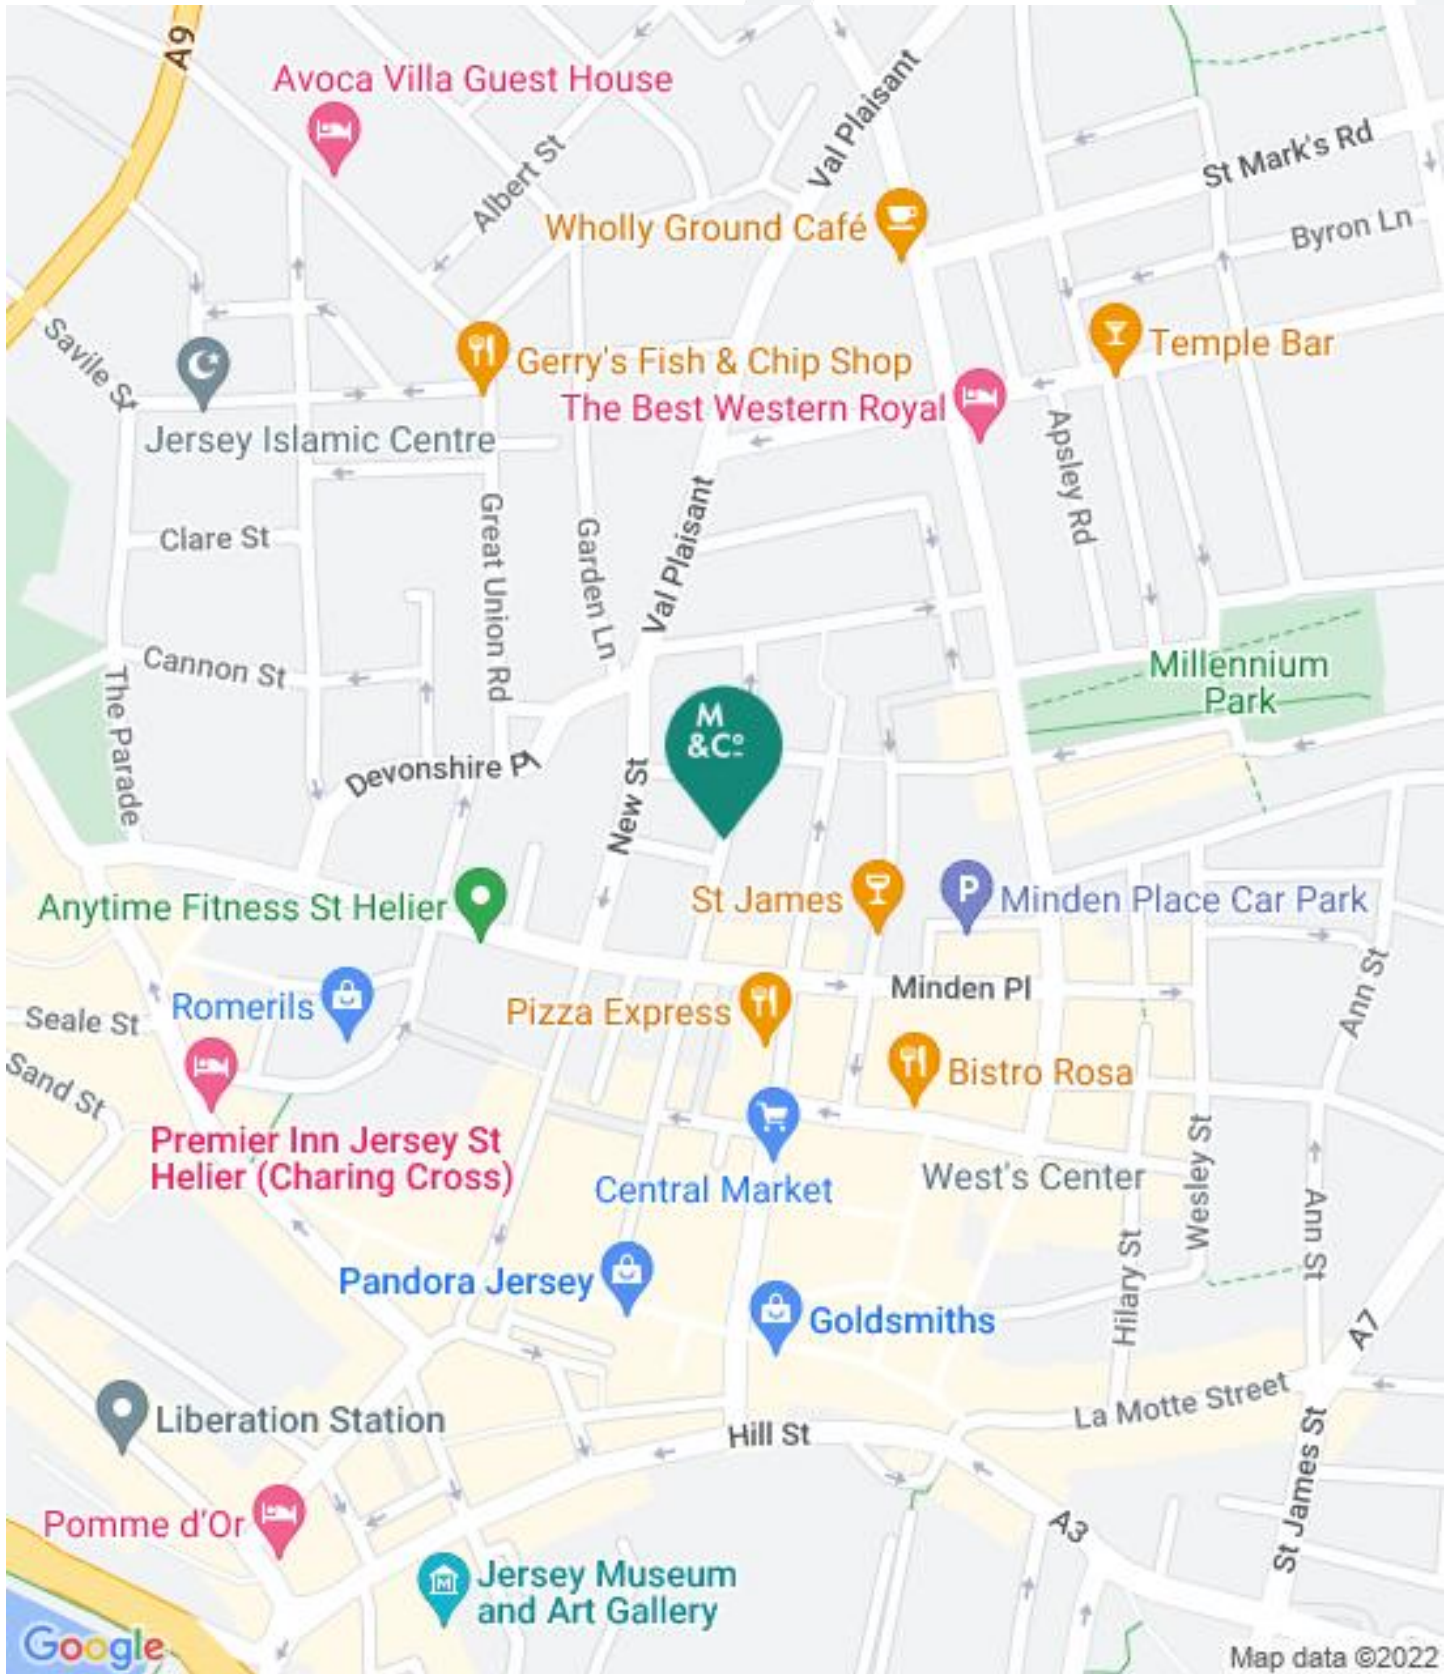 A9
Avoca Villa Guest House
Albert St
Val Plaisant
St Mark's Rd
Wholly Ground Café
Byron Ln
Savile St
Gerry's Fish & Chip Shop
Temple Bar
The Best Western Royal
Jersey Islamic Centre
Apsley Rd
Clare St
Great Union Rd
Garden Ln
Val Plaisant
Cannon St
The Parade
Millennium
Park
M
&Co
Devonshire Pl
New St
Anytime Fitness St Helier
St James
P
Minden Place Car Park
Minden Pl
Ann St
Romerils
Pizza Express
Seale St
Sand St
Bistro Rosa
Premier Inn Jersey St
Helier (Charing Cross)
Central Market
West's Center
Wesley St
Ann St
Hilary St
Pandora Jersey
Goldsmiths
A7
La Motte Street
Liberation Station
Hill St
St James St
Pomme d'Or
A3
M
Jersey Museum
and Art Gallery
Google
Map data ©2022